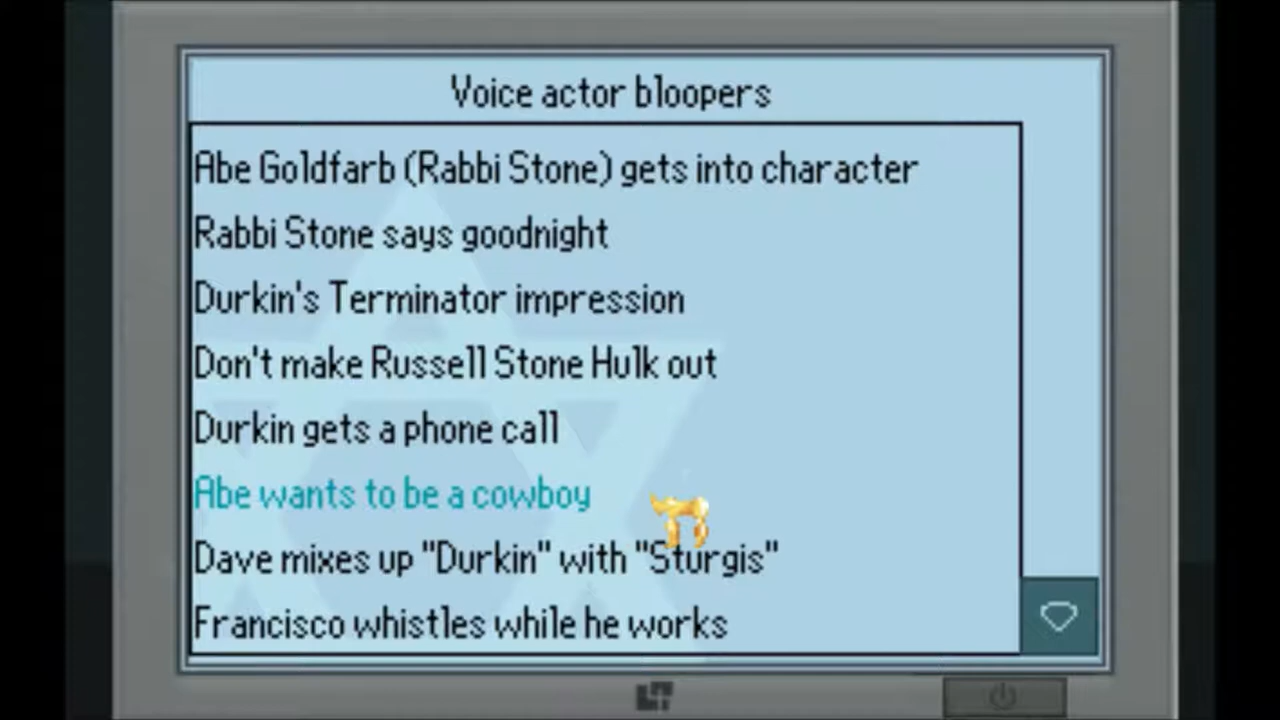 Voice actor bloopers
Abe Goldfarb (Rabbi Stone) gets into character
Rabbi Stone says goodnight
Durkin's Terminator impression
Don't make Russell Stone Hulk out
Durkin gets a phone call
Abe wants to be a cowboy
חי
Dave mixes up "Durkin" with "Sturgis"
Francisco whistles while he works